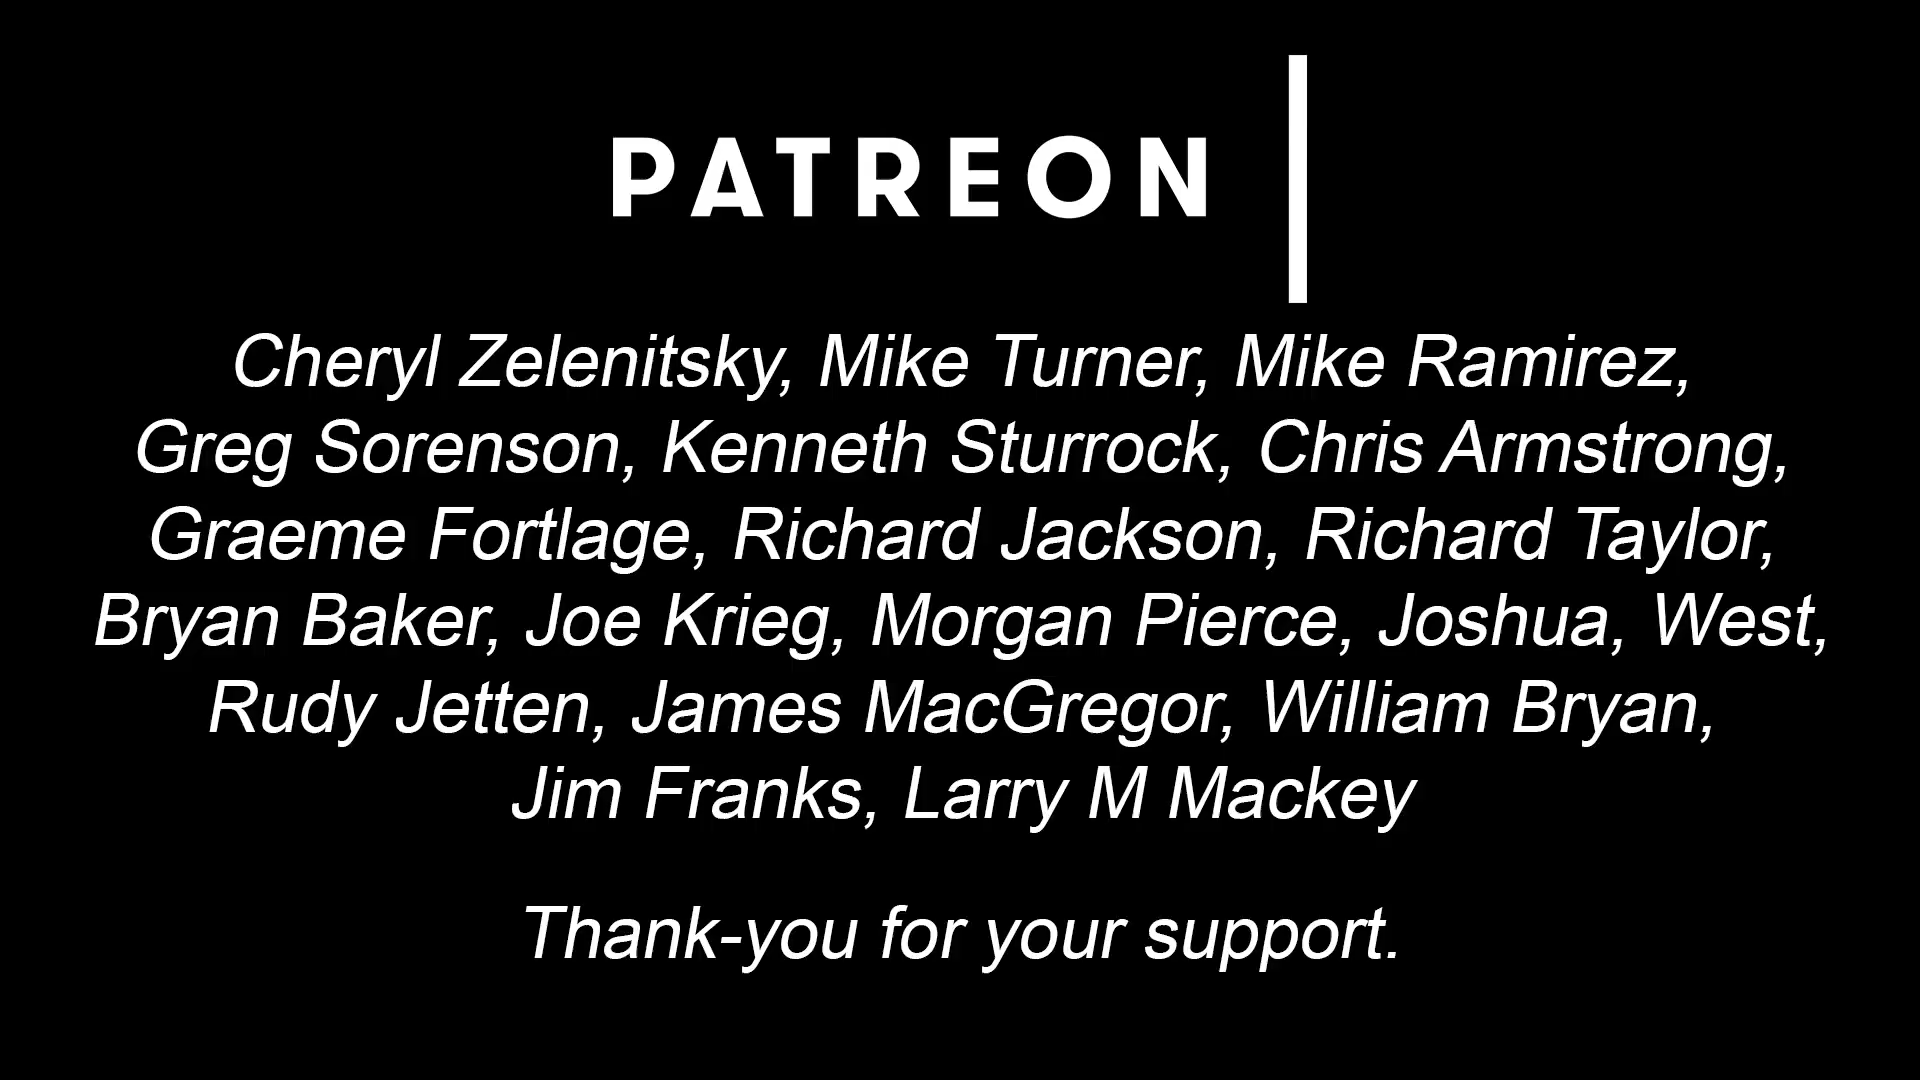 PATREON
Cheryl Zelenitsky, Mike Turner, Mike Ramirez,
Greg Sorenson, Kenneth Sturrock, Chris Armstrong,
Graeme Fortlage, Richard Jackson, Richard Taylor,
Bryan Baker, Joe Krieg, Morgan Pierce, Joshua, West,
Rudy Jetten, James MacGregor, William Bryan,
Jim Franks, Larry M Mackey
Thank-you for your support.